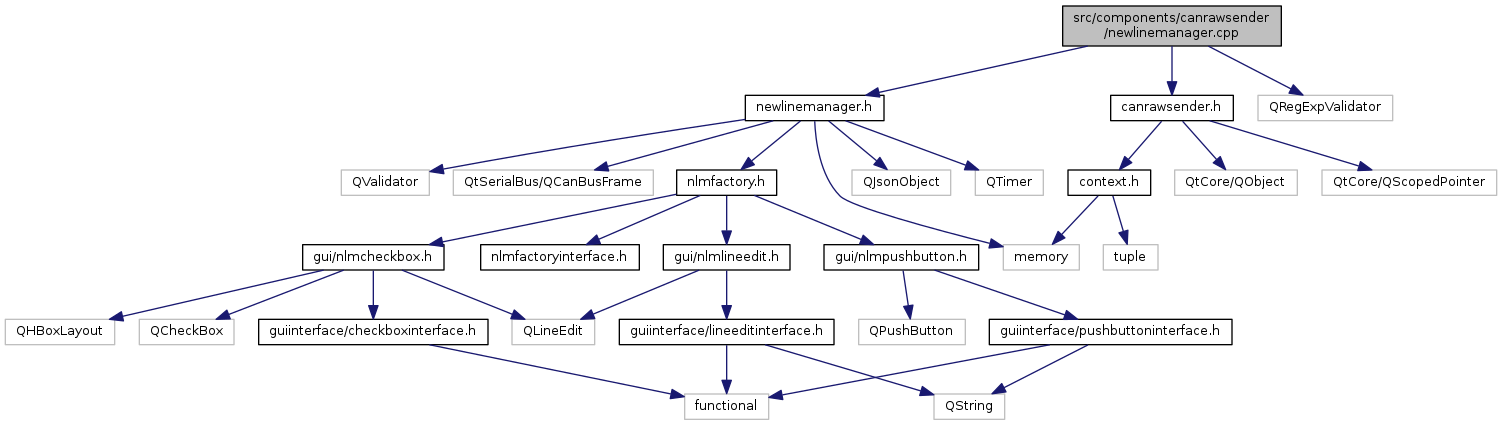 src/components/canrawsender
/newlinemanager.cpp
newlinemanager.h
canrawsender.h
QRegExpValidator
QValidator
QtSerialBus/QCanBusFrame
nlmfactory.h
QJsonObject
QTimer
context.h
QtCore/QObject
QtCore/QScopedPointer
gui/nlmcheckbox.h
nlmfactoryinterface.h
gui/nlmlineedit.h
gui/nlmpushbutton.h
memory
tuple
QHBoxLayout
QCheckBox
guiinterface/checkboxinterface.h
QLineEdit
guiinterface/lineeditinterface.h
QPushButton
guiinterface/pushbuttoninterface.h
functional
QString